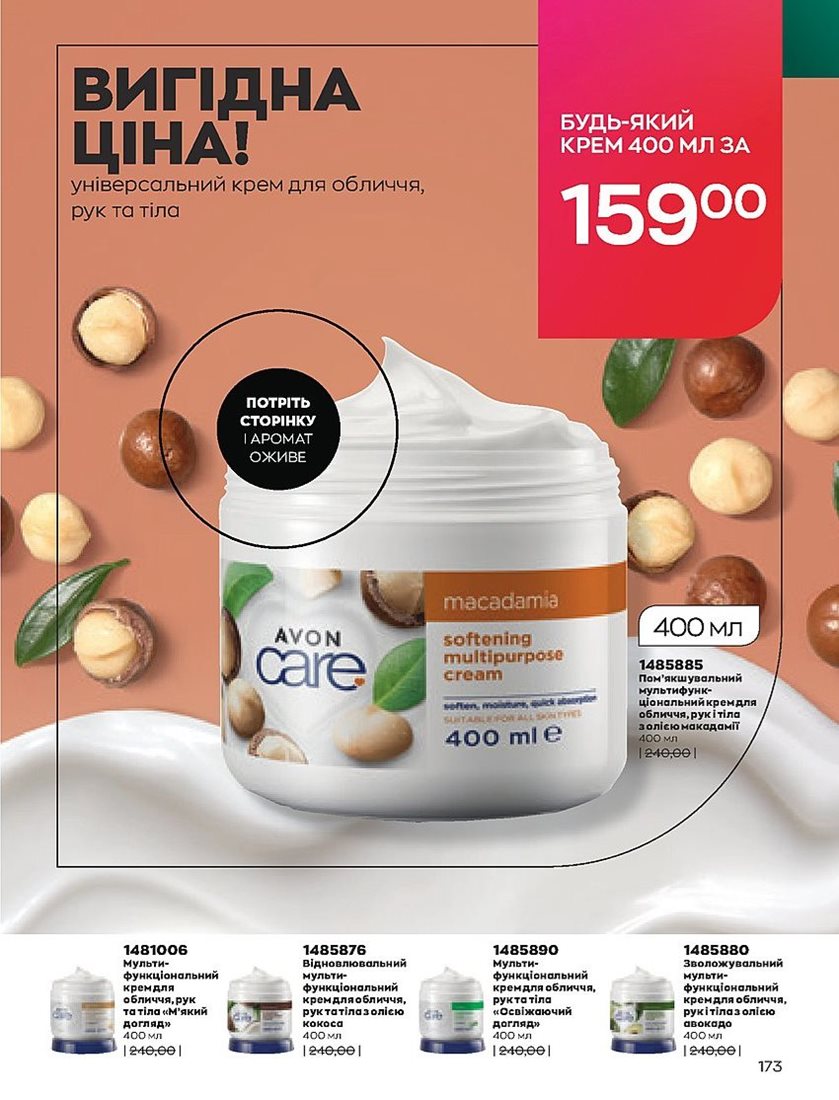 ВИГІДНА
ЦІНА!
універсальний крем для обличчя,
рук та тіла
БУДЬ-ЯКИЙ
КРЕМ 400 МЛ ЗА
159⁰⁰
ПОТРІТЬ
СТОРІНКУ
І АРОМАТ
ОЖИВЕ
AVON
care
macadamia
softening
multipurpose
cream
soften, moisture, quick absorption
SUITABLE FOR ALL SKIN TYPES
400 ml e
400 МЛ
1485885
Пом’якшувальний
мультифунк-
ціональний крем для
обличчя, рук і тіла
з олією макадамії
400 мл
| 240,00 |
1481006
Мульти-
функціональний
крем для
обличчя, рук
та тіла «М’який
догляд»
400 мл
| 240,00 |
1485876
Відновлювальний
мульти-
функціональний
крем для обличчя,
рук та тіла з олією
кокоса
400 мл
| 240,00 |
1485890
Мульти-
функціональний
крем для обличчя,
рук та тіла
«Освіжаючий
догляд»
400 мл
| 240,00 |
1485880
Зволожувальний
мульти-
функціональний
крем для обличчя,
рук і тіла з олією
авокадо
400 мл
| 240,00 |
173